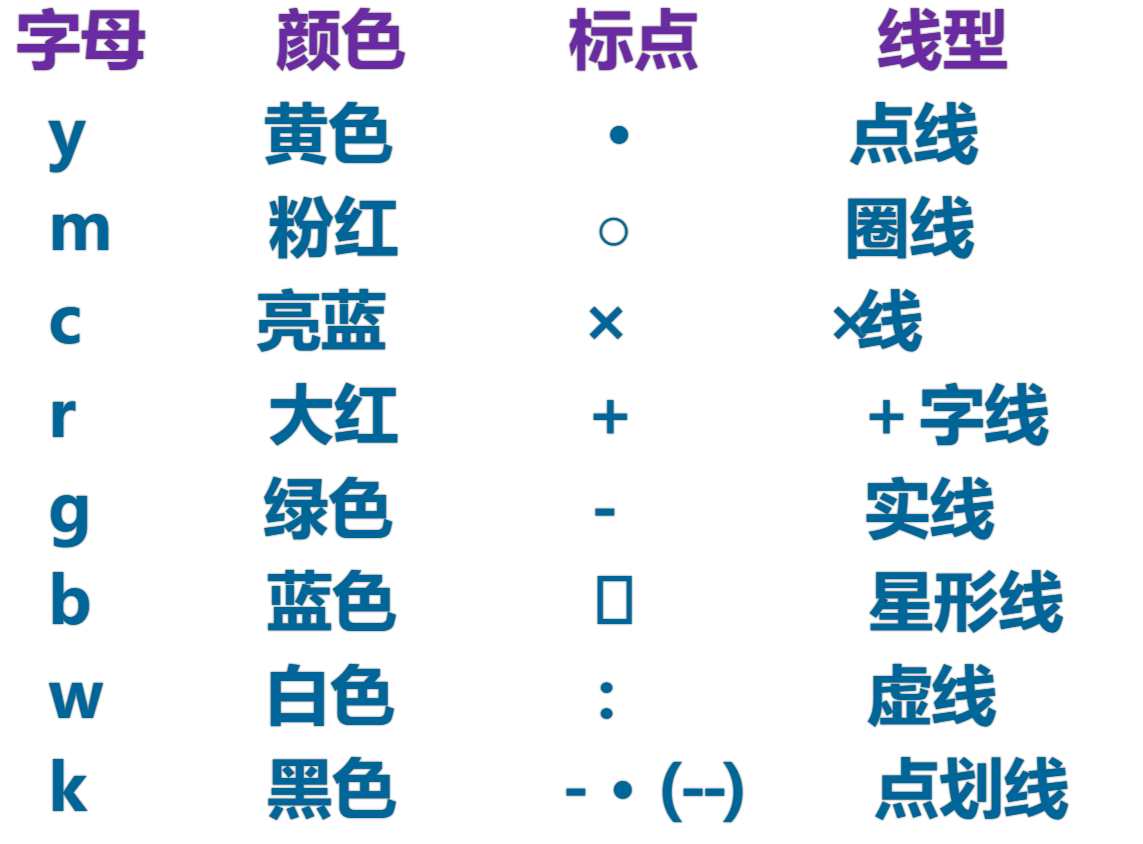 字母 颜色 标点 线型
y 黄色 • 点线
m 粉红 ○ 圈线
c 亮蓝 × ×线
r 大红 + +字线
g 绿色 - 实线
b 蓝色 □ 星形线
w 白色 : 虚线
k 黑色 - • (--) 点划线